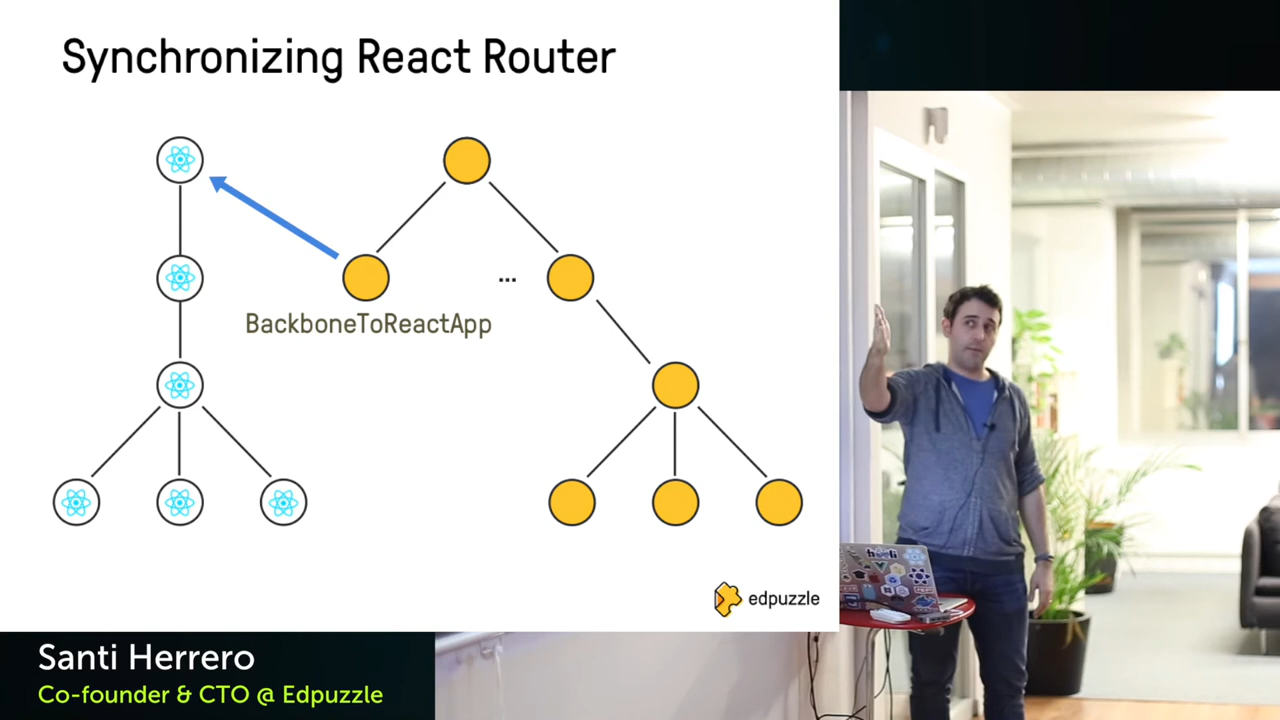 Synchronizing React Router
...
BackboneToReactApp
edpuzzle
Santi Herrero
Co-founder & CTO @ Edpuzzle